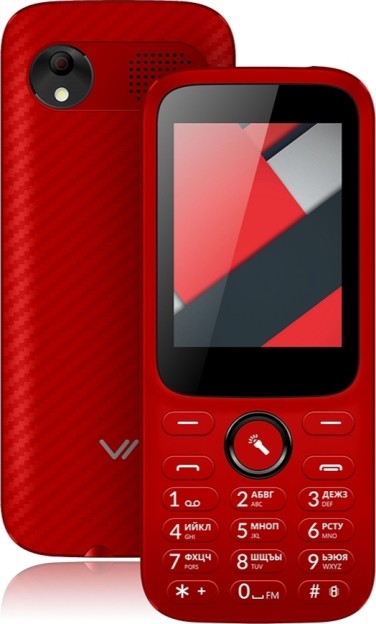 1
2 АБВГ ABC
3 ДЕЖЗ DEF
4 ИЙКЛ GHI
5 МНОП JKL
6 РСТУ MNO
7 ФХЦЧ PQRS
8 ШЩЪЫ TUV
9 ЬЭЮЯ WXYZ
* +
0 FM
#